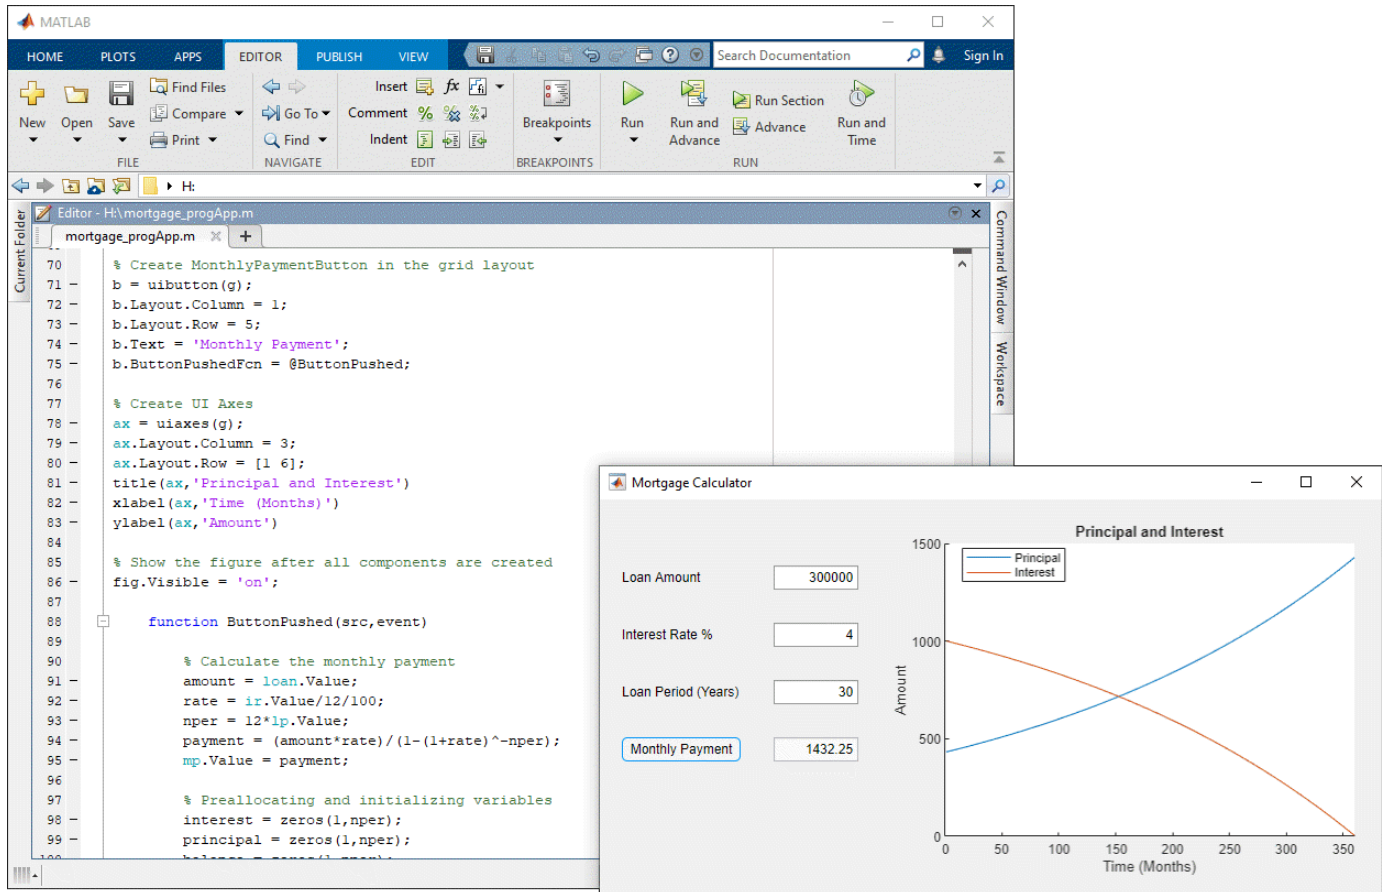 MATLAB
HOME PLOTS APPS EDITOR PUBLISH VIEW Search Documentation Sign In
New Open Save Find Files Compare Print
FILE
Go To Find
NAVIGATE
Insert fx
Comment
Indent
EDIT
Breakpoints
BREAKPOINTS
Run Run and Advance Run Section Advance Run and Time
RUN
H:
Current Folder
Editor - H:\mortgage_progApp.m
mortgage_progApp.m
Command Window
Workspace
70 % Create MonthlyPaymentButton in the grid layout
71 b = uibutton(g);
72 b.Layout.Column = 1;
73 b.Layout.Row = 5;
74 b.Text = 'Monthly Payment';
75 b.ButtonPushedFcn = @ButtonPushed;
76
77 % Create UI Axes
78 ax = uiaxes(g);
79 ax.Layout.Column = 3;
80 ax.Layout.Row = [1 6];
81 title(ax,'Principal and Interest')
82 xlabel(ax,'Time (Months)')
83 ylabel(ax,'Amount')
84
85 % Show the figure after all components are created
86 fig.Visible = 'on';
87
88 function ButtonPushed(src,event)
89
90 % Calculate the monthly payment
91 amount = loan.Value;
92 rate = ir.Value/12/100;
93 nper = 12*lp.Value;
94 payment = (amount*rate)/(1-(1+rate)^-nper);
95 mp.Value = payment;
96
97 % Preallocating and initializing variables
98 interest = zeros(1,nper);
99 principal = zeros(1,nper);
Mortgage Calculator
Loan Amount 300000
Interest Rate % 4
Loan Period (Years) 30
Monthly Payment 1432.25
Principal and Interest
Principal
Interest
1500
1000
500
0
Amount
0 50 100 150 200 250 300 350
Time (Months)